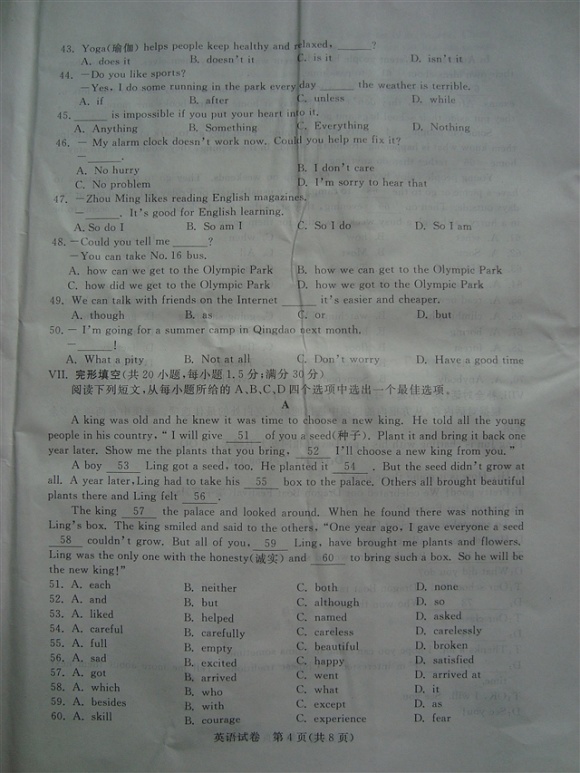 43. Yoga(瑜伽) helps people keep healthy and relaxed, ______?
A. does it B. doesn't it C. is it D. isn't it
44. —Do you like sports?
—Yes, I do some running in the park every day ______ the weather is terrible.
A. if B. after C. unless D. while
45. ______ is impossible if you put your heart into it.
A. Anything B. Something C. Everything D. Nothing
46. — My alarm clock doesn't work now. Could you help me fix it?
— ______.
A. No hurry B. I don't care
C. No problem D. I'm sorry to hear that
47. —Zhou Ming likes reading English magazines.
— ______. It's good for English learning.
A. So do I B. So am I C. So I do D. So I am
48. —Could you tell me ______?
—You can take No. 16 bus.
A. how can we get to the Olympic Park B. how we can get to the Olympic Park
C. how did we get to the Olympic Park D. how we got to the Olympic Park
49. We can talk with friends on the Internet ______ it's easier and cheaper.
A. though B. as C. or D. but
50. — I'm going for a summer camp in Qingdao next month.
— ______!
A. What a pity B. Not at all C. Don't worry D. Have a good time
VII. 完形填空(共 20 小题,每小题 1.5 分;满分 30 分)
阅读下列短文,从每小题所给的 A、B、C、D 四个选项中选出一个最佳选项。
A
A king was old and he knew it was time to choose a new king. He told all the young
people in his country, "I will give 51 of you a seed(种子). Plant it and bring it back one
year later. Show me the plants that you bring, 52 I'll choose a new king from you."
A boy 53 Ling got a seed, too. He planted it 54 . But the seed didn't grow at
all. A year later, Ling had to take his 55 box to the palace. Others all brought beautiful
plants there and Ling felt 56 .
The king 57 the palace and looked around. When he found there was nothing in
Ling's box. The king smiled and said to the others, "One year ago, I gave everyone a seed
58 couldn't grow. But all of you, 59 Ling, have brought me plants and flowers.
Ling was the only one with the honesty(诚实) and 60 to bring such a box. So he will be
the new king!"
51. A. each B. neither C. both D. none
52. A. and B. but C. although D. so
53. A. liked B. helped C. named D. asked
54. A. careful B. carefully C. careless D. carelessly
55. A. full B. empty C. beautiful D. broken
56. A. sad B. excited C. happy D. satisfied
57. A. got B. arrived C. went D. arrived at
58. A. which B. who C. what D. it
59. A. besides B. with C. except D. as
60. A. skill B. courage C. experience D. fear
英语试卷 第 4 页(共 8 页)